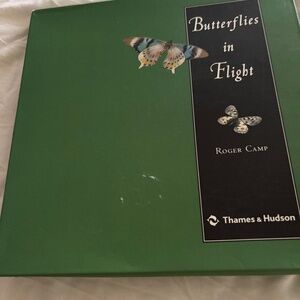 Butterflies
in
Flight
Roger Camp
Thames & Hudson